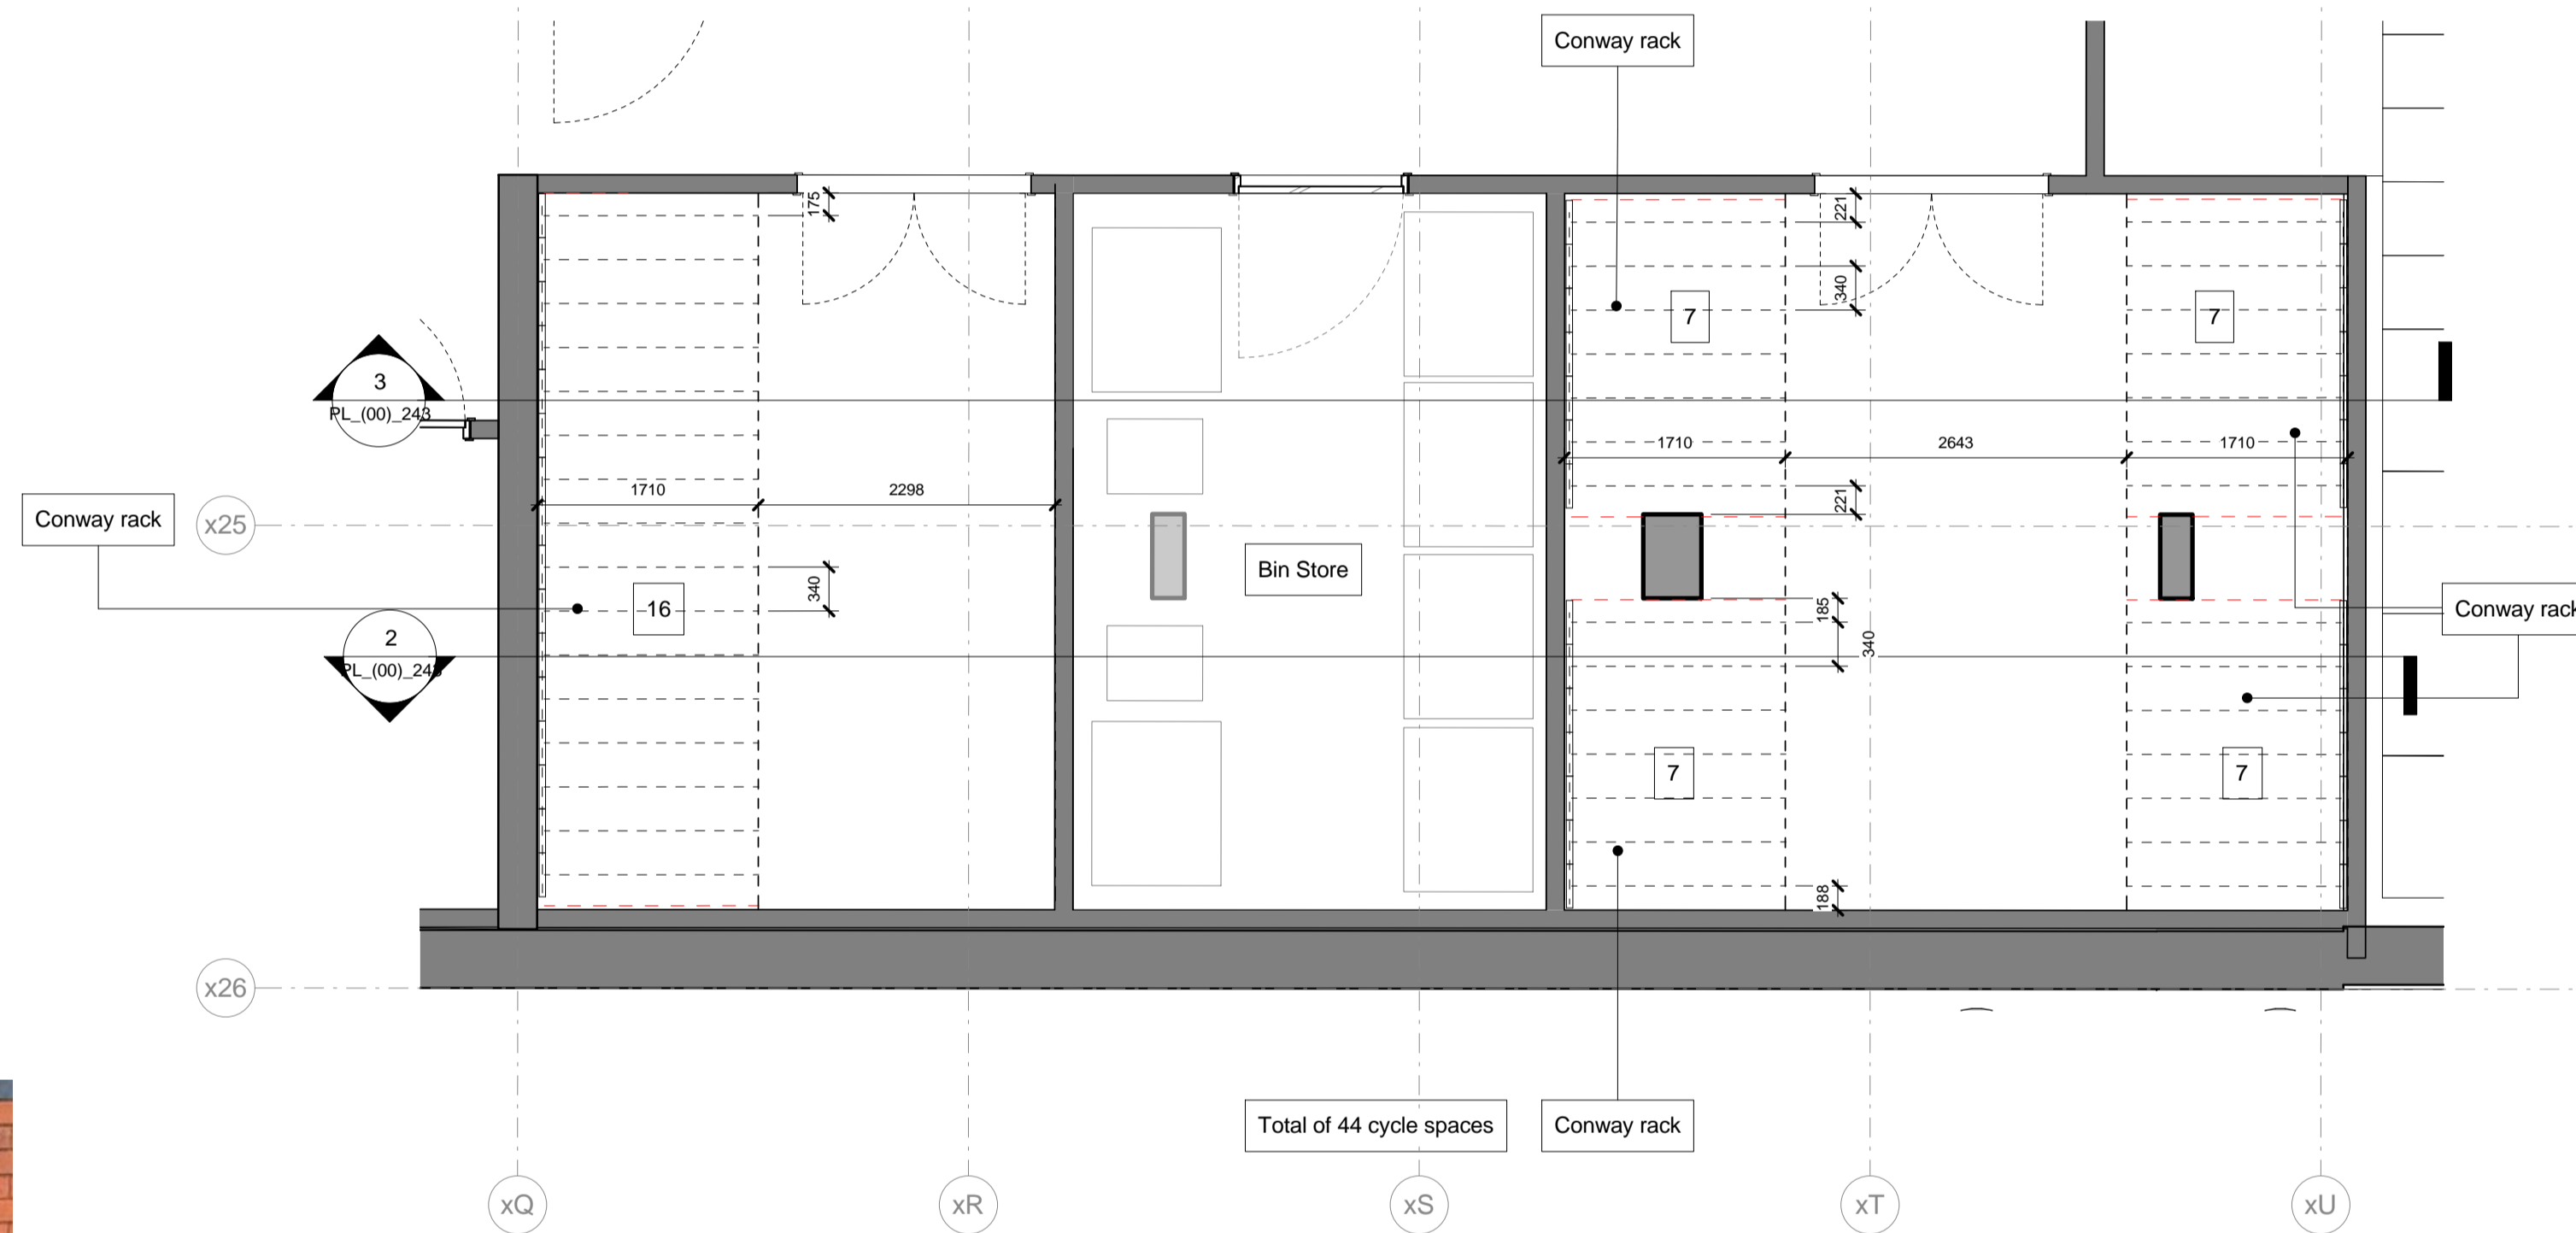 Conway rack
175
221
340
7
7
3
PL_(00)_243
1710
2643
1710
1710
2298
221
Conway rack
x25
Bin Store
340
16
185
Conway rack
340
2
PL_(00)_243
7
7
188
x26
Total of 44 cycle spaces
Conway rack
xQ
xR
xS
xT
xU